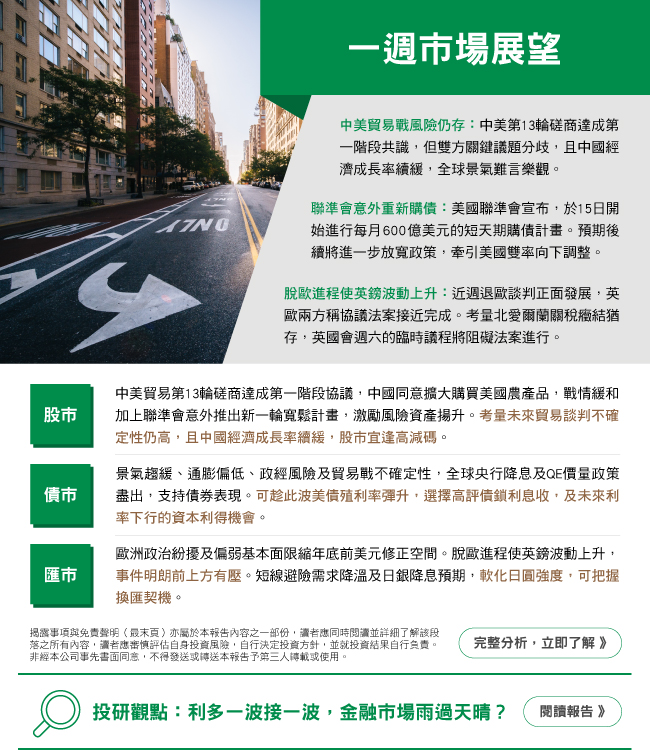 一週市場展望
中美貿易戰風險仍存：中美第13輪磋商達成第
一階段共識，但雙方關鍵議題分歧，且中國經
濟成長率續緩，全球景氣難言樂觀。
聯準會意外重新購債：美國聯準會宣布，於15日開
始進行每月600億美元的短天期購債計畫。預期後
續將進一步放寬政策，牽引美國雙率向下調整。
脫歐進程使英鎊波動上升：近週退歐談判正面發展，英
歐兩方稱協議法案接近完成。考量北愛爾蘭關稅癥結猶
存，英國會週六的臨時議程將阻礙法案進行。
ONLY
股市
中美貿易第13輪磋商達成第一階段協議，中國同意擴大購買美國農產品，戰情緩和
加上聯準會意外推出新一輪寬鬆計畫，激勵風險資產揚升。考量未來貿易談判不確
定性仍高，且中國經濟成長率續緩，股市宜逢高減碼。
債市
景氣趨緩、通膨偏低、政經風險及貿易戰不確定性，全球央行降息及QE價量政策
盡出，支持債券表現。可趁此波美債殖利率彈升，選擇高評債鎖利息收，及未來利
率下行的資本利得機會。
匯市
歐洲政治紛擾及偏弱基本面限縮年底前美元修正空間。脫歐進程使英鎊波動上升，
事件明朗前上方有壓。短線避險需求降溫及日銀降息預期，軟化日圓強度，可把握
換匯契機。
揭露事項與免責聲明（最末頁）亦屬於本報告內容之一部份，讀者應同時閱讀並詳細了解該段
落之所有內容，讀者應審慎評估自身投資風險，自行決定投資方針，並就投資結果自行負責。
非經本公司事先書面同意，不得發送或轉送本報告予第三人轉載或使用。
完整分析，立即了解 》
投研觀點：利多一波接一波，金融市場雨過天晴？
閱讀報告 》